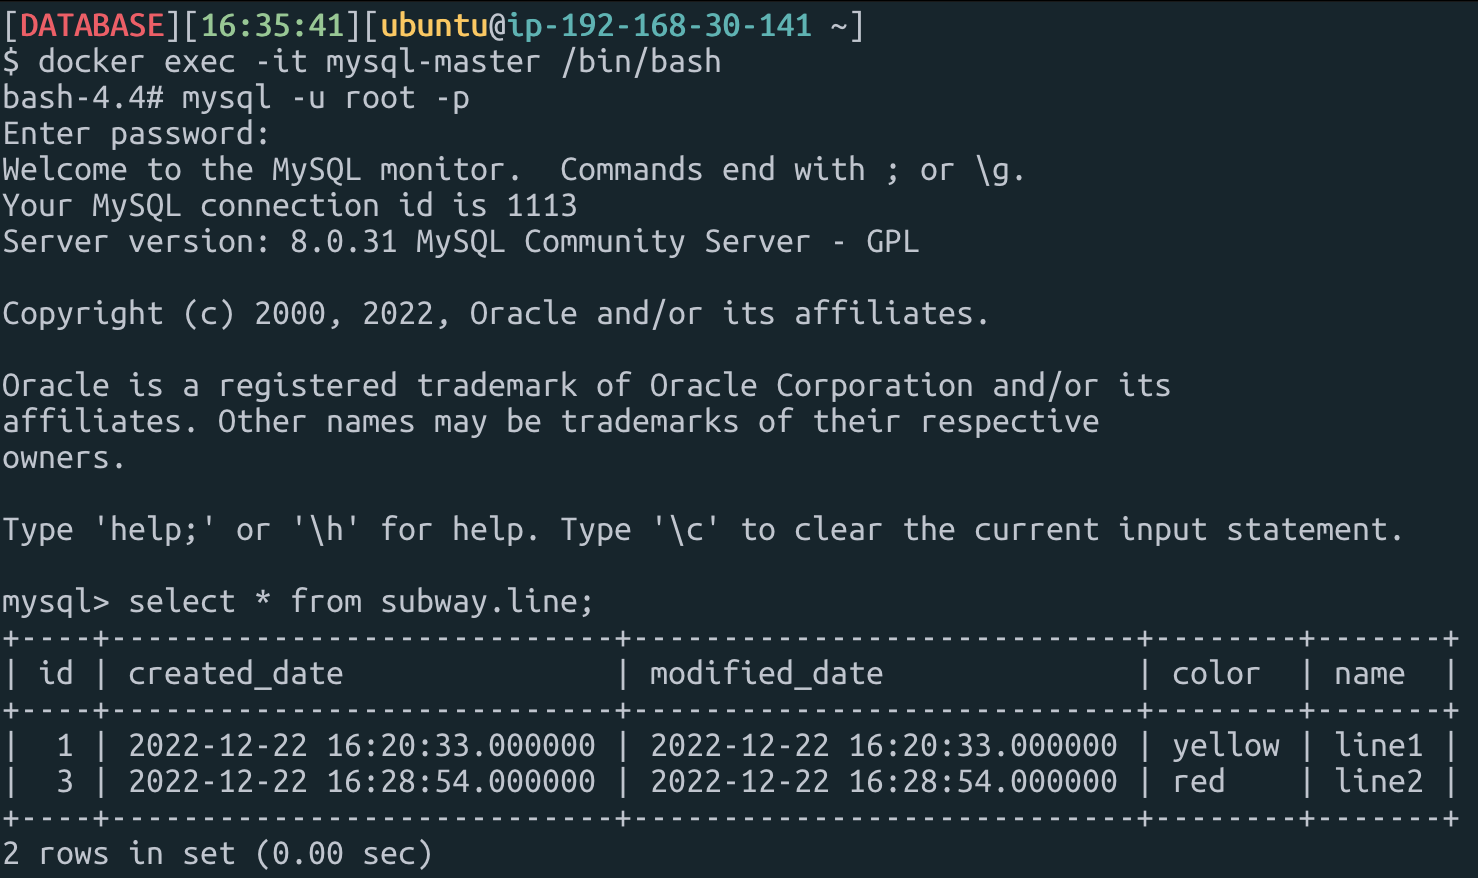 [DATABASE][16:35:41][ubuntu@ip-192-168-30-141 ~]
$ docker exec -it mysql-master /bin/bash
bash-4.4# mysql -u root -p
Enter password:
Welcome to the MySQL monitor.  Commands end with ; or \g.
Your MySQL connection id is 1113
Server version: 8.0.31 MySQL Community Server - GPL

Copyright (c) 2000, 2022, Oracle and/or its affiliates.

Oracle is a registered trademark of Oracle Corporation and/or its
affiliates. Other names may be trademarks of their respective
owners.

Type 'help;' or '\h' for help. Type '\c' to clear the current input statement.

mysql> select * from subway.line;
+----+----------------------------+----------------------------+--------+-------+
| id | created_date               | modified_date              | color  | name  |
+----+----------------------------+----------------------------+--------+-------+
|  1 | 2022-12-22 16:20:33.000000 | 2022-12-22 16:20:33.000000 | yellow | line1 |
|  3 | 2022-12-22 16:28:54.000000 | 2022-12-22 16:28:54.000000 | red    | line2 |
+----+----------------------------+----------------------------+--------+-------+
2 rows in set (0.00 sec)